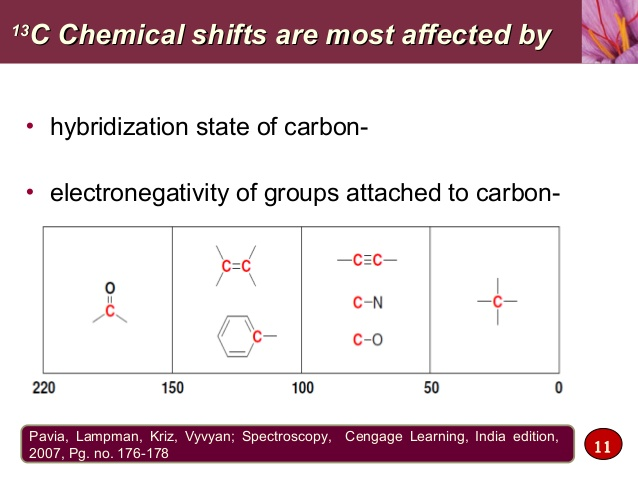 ¹³C Chemical shifts are most affected by
• hybridization state of carbon-
• electronegativity of groups attached to carbon-
O
C
C=C
C
C≡C
C–N
C–O
C
220 150 100 50 0
Pavia, Lampman, Kriz, Vyvyan; Spectroscopy, Cengage Learning, India edition,
2007, Pg. no. 176-178
11